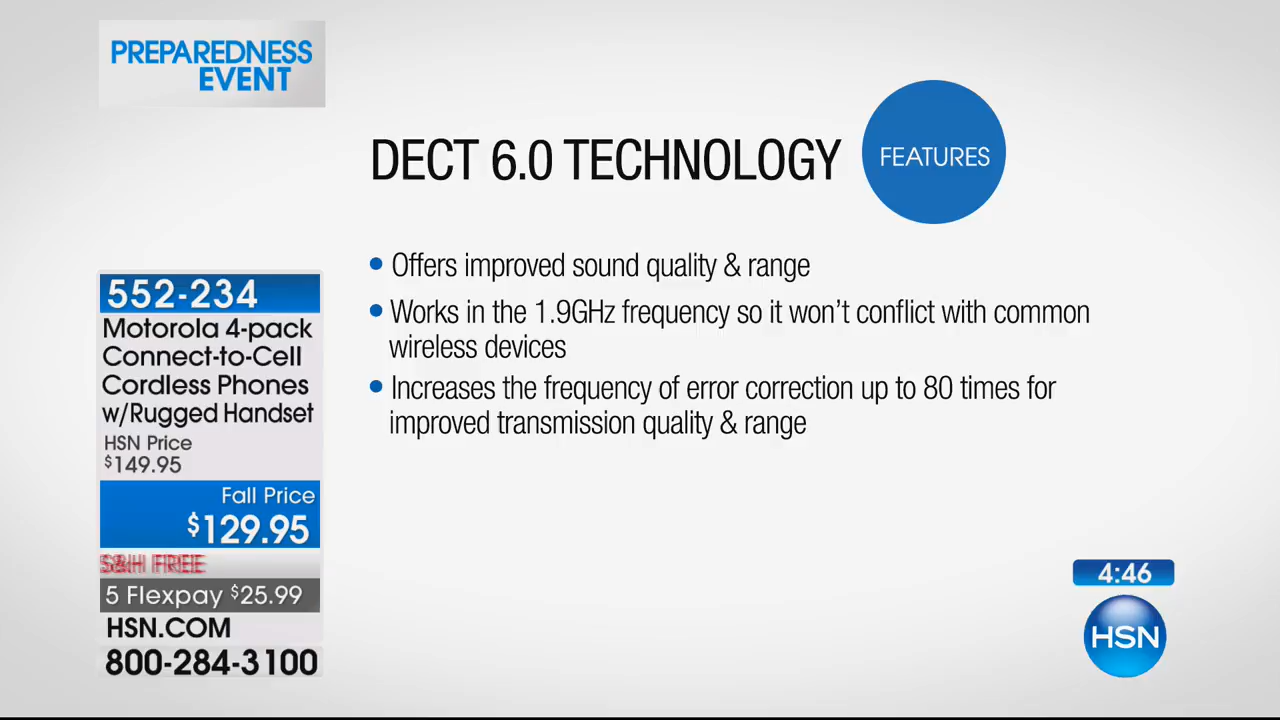 PREPAREDNESS
EVENT
DECT 6.0 TECHNOLOGY
FEATURES
• Offers improved sound quality & range
• Works in the 1.9GHz frequency so it won't conflict with common
wireless devices
• Increases the frequency of error correction up to 80 times for
improved transmission quality & range
552-234
Motorola 4-pack
Connect-to-Cell
Cordless Phones
w/Rugged Handset
HSN Price
$149.95
Fall Price
$129.95
S&H FREE
5 Flexpay $25.99
HSN.COM
800-284-3100
4:46
HSN